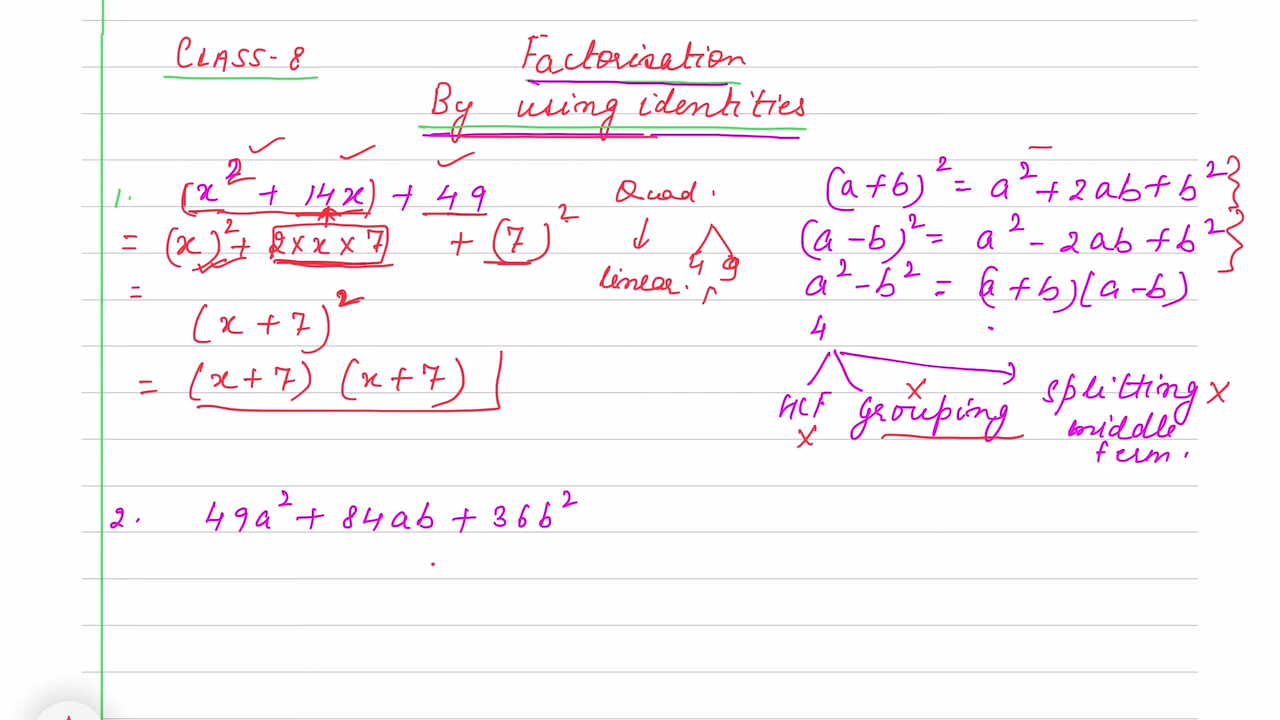 CLASS-8
Factorisation
By using identities
1. (x² + 14x) + 49
= (x)² + 2×x×7 + (7)²
=
(x+7)²
= (x+7) (x+7)
Quad.
linear.
4 9
(a+b)² = a² + 2ab + b²
(a-b)² = a² - 2ab + b²
a² - b² = (a+b)(a-b)
4
HCF grouping splitting
x x x
middle
term.
2. 49a² + 84ab + 36b²